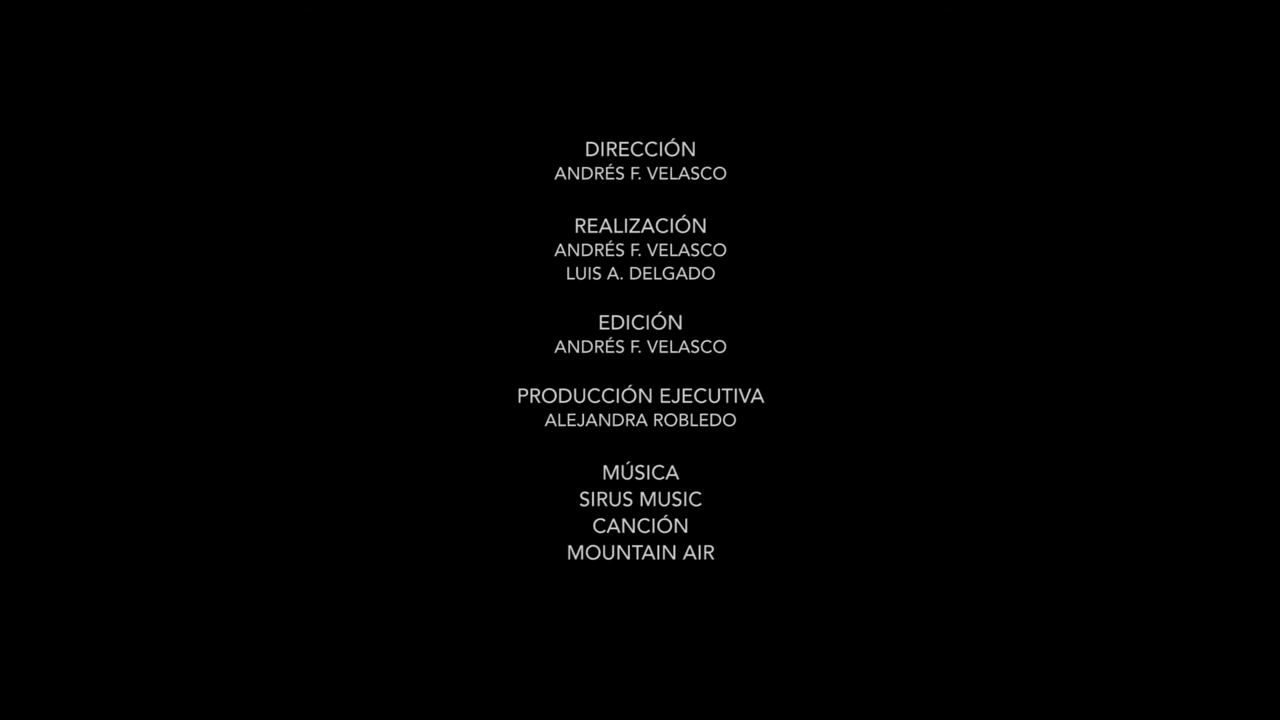 DIRECCIÓN
ANDRÉS F. VELASCO
REALIZACIÓN
ANDRÉS F. VELASCO
LUIS A. DELGADO
EDICIÓN
ANDRÉS F. VELASCO
PRODUCCIÓN EJECUTIVA
ALEJANDRA ROBLEDO
MÚSICA
SIRUS MUSIC
CANCIÓN
MOUNTAIN AIR